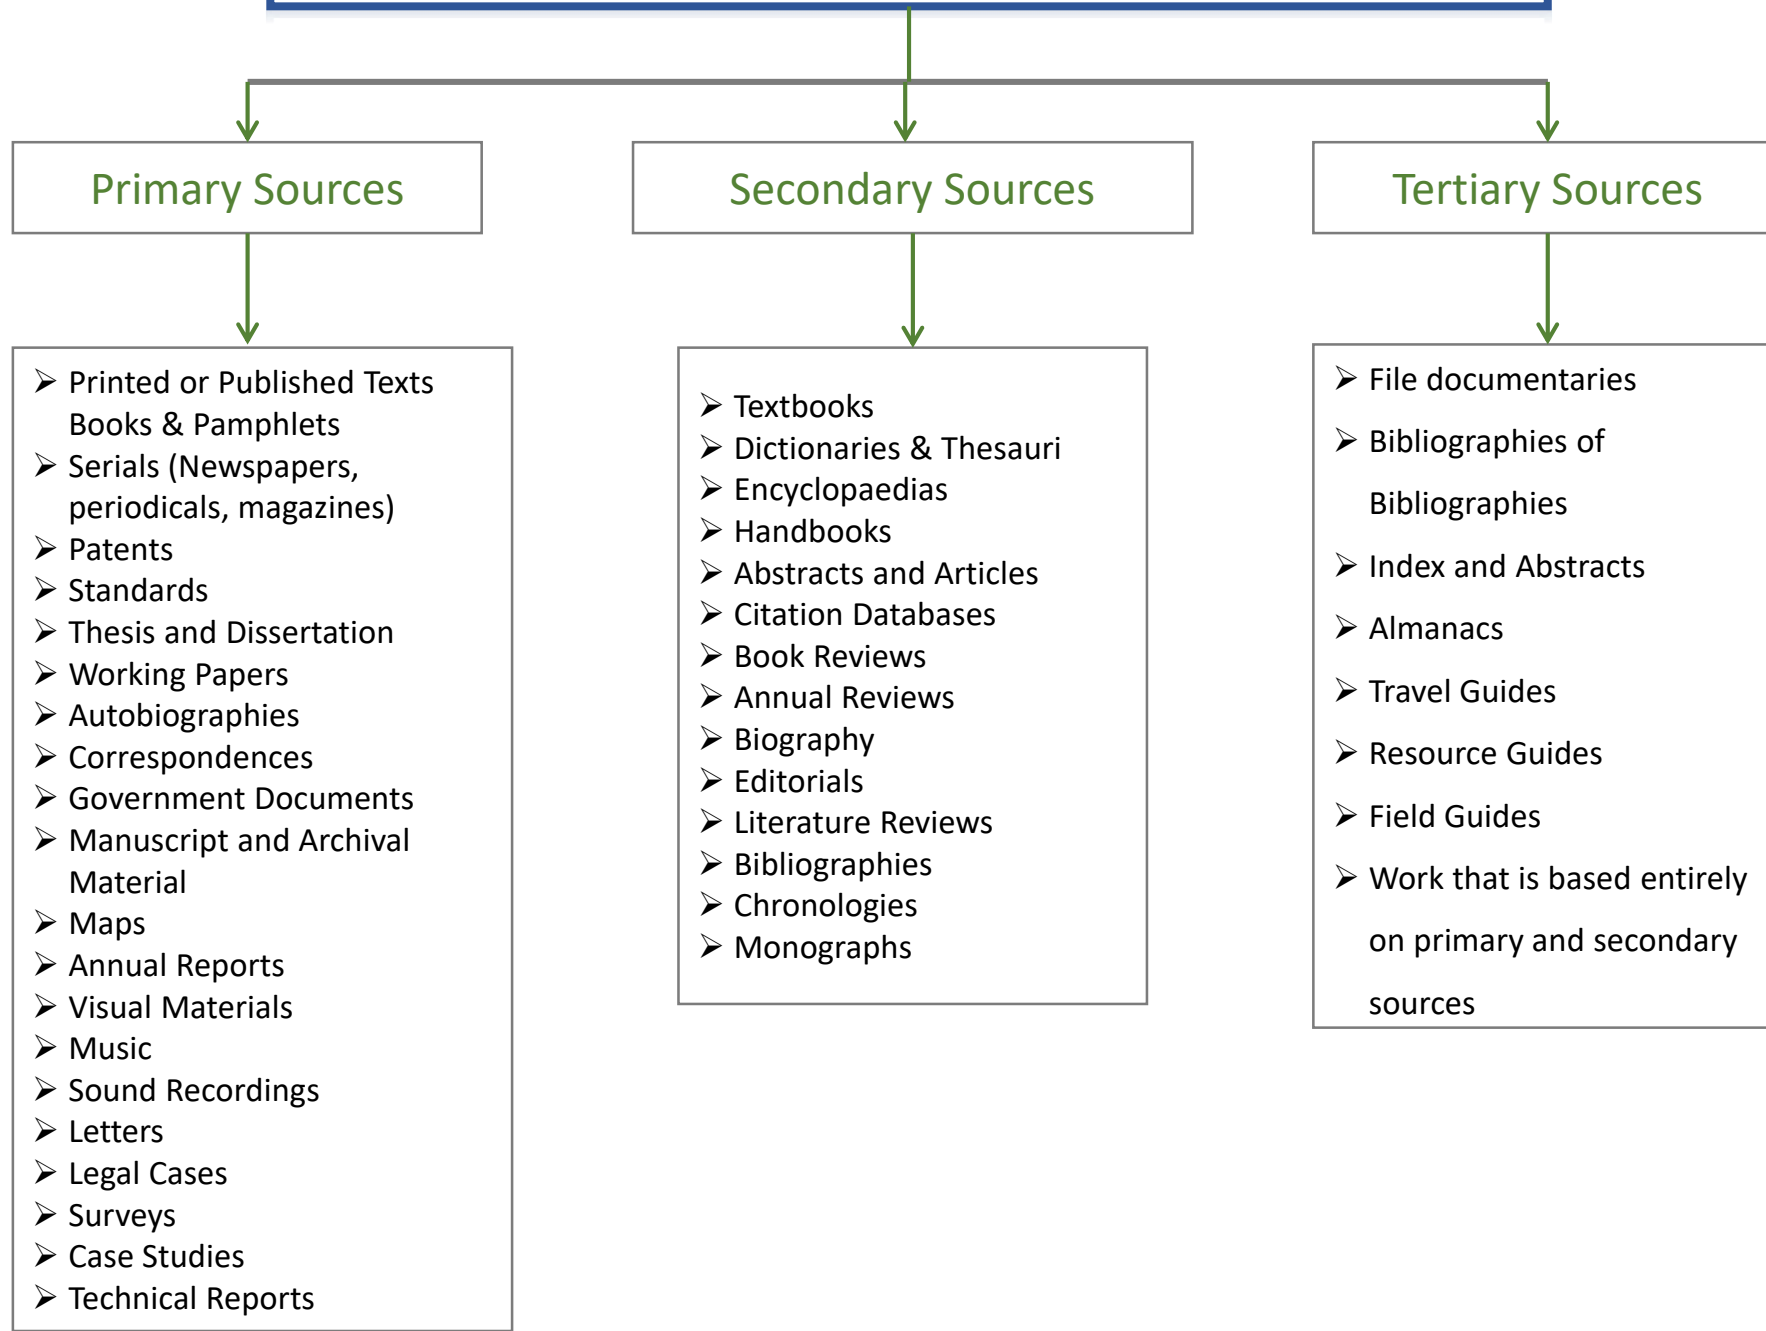 Primary Sources
Secondary Sources
Tertiary Sources
➢ Printed or Published Texts
Books & Pamphlets
➢ Serials (Newspapers,
periodicals, magazines)
➢ Patents
➢ Standards
➢ Thesis and Dissertation
➢ Working Papers
➢ Autobiographies
➢ Correspondences
➢ Government Documents
➢ Manuscript and Archival
Material
➢ Maps
➢ Annual Reports
➢ Visual Materials
➢ Music
➢ Sound Recordings
➢ Letters
➢ Legal Cases
➢ Surveys
➢ Case Studies
➢ Technical Reports
➢ Textbooks
➢ Dictionaries & Thesauri
➢ Encyclopaedias
➢ Handbooks
➢ Abstracts and Articles
➢ Citation Databases
➢ Book Reviews
➢ Annual Reviews
➢ Biography
➢ Editorials
➢ Literature Reviews
➢ Bibliographies
➢ Chronologies
➢ Monographs
➢ File documentaries
➢ Bibliographies of
Bibliographies
➢ Index and Abstracts
➢ Almanacs
➢ Travel Guides
➢ Resource Guides
➢ Field Guides
➢ Work that is based entirely
on primary and secondary
sources